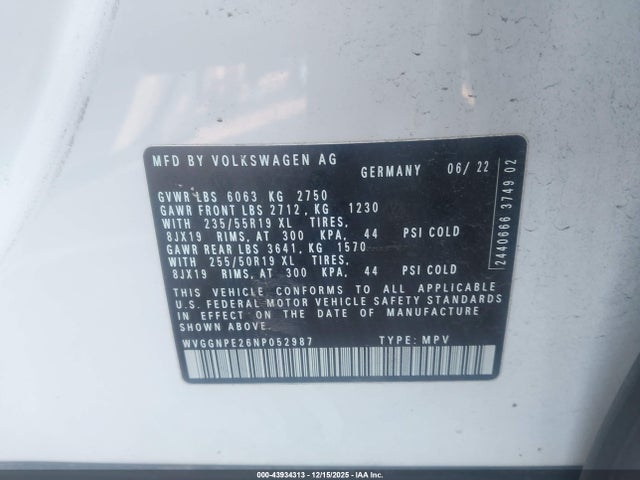 MFD BY VOLKSWAGEN AG
GERMANY 06/ 22
GVWR LBS 6063 KG 2750
GAWR FRONT LBS 2712, KG 1230
WITH 235/55R19 XL TIRES,
8JX19 RIMS, AT 300 KPA, 44 PSI COLD
GAWR REAR LBS 3641, KG 1570
WITH 255/50R19 XL TIRES,
8JX19 RIMS, AT 300 KPA, 44 PSI COLD
THIS VEHICLE CONFORMS TO ALL APPLICABLE
U.S. FEDERAL MOTOR VEHICLE SAFETY STANDARDS
IN EFFECT ON THE DATE OF MANUFACTURE
SHOWN ABOVE.
WVGGNPE26NP052987 TYPE: MPV
2440666 3749 02
000-43934313 - 12/15/2025 - IAA Inc.